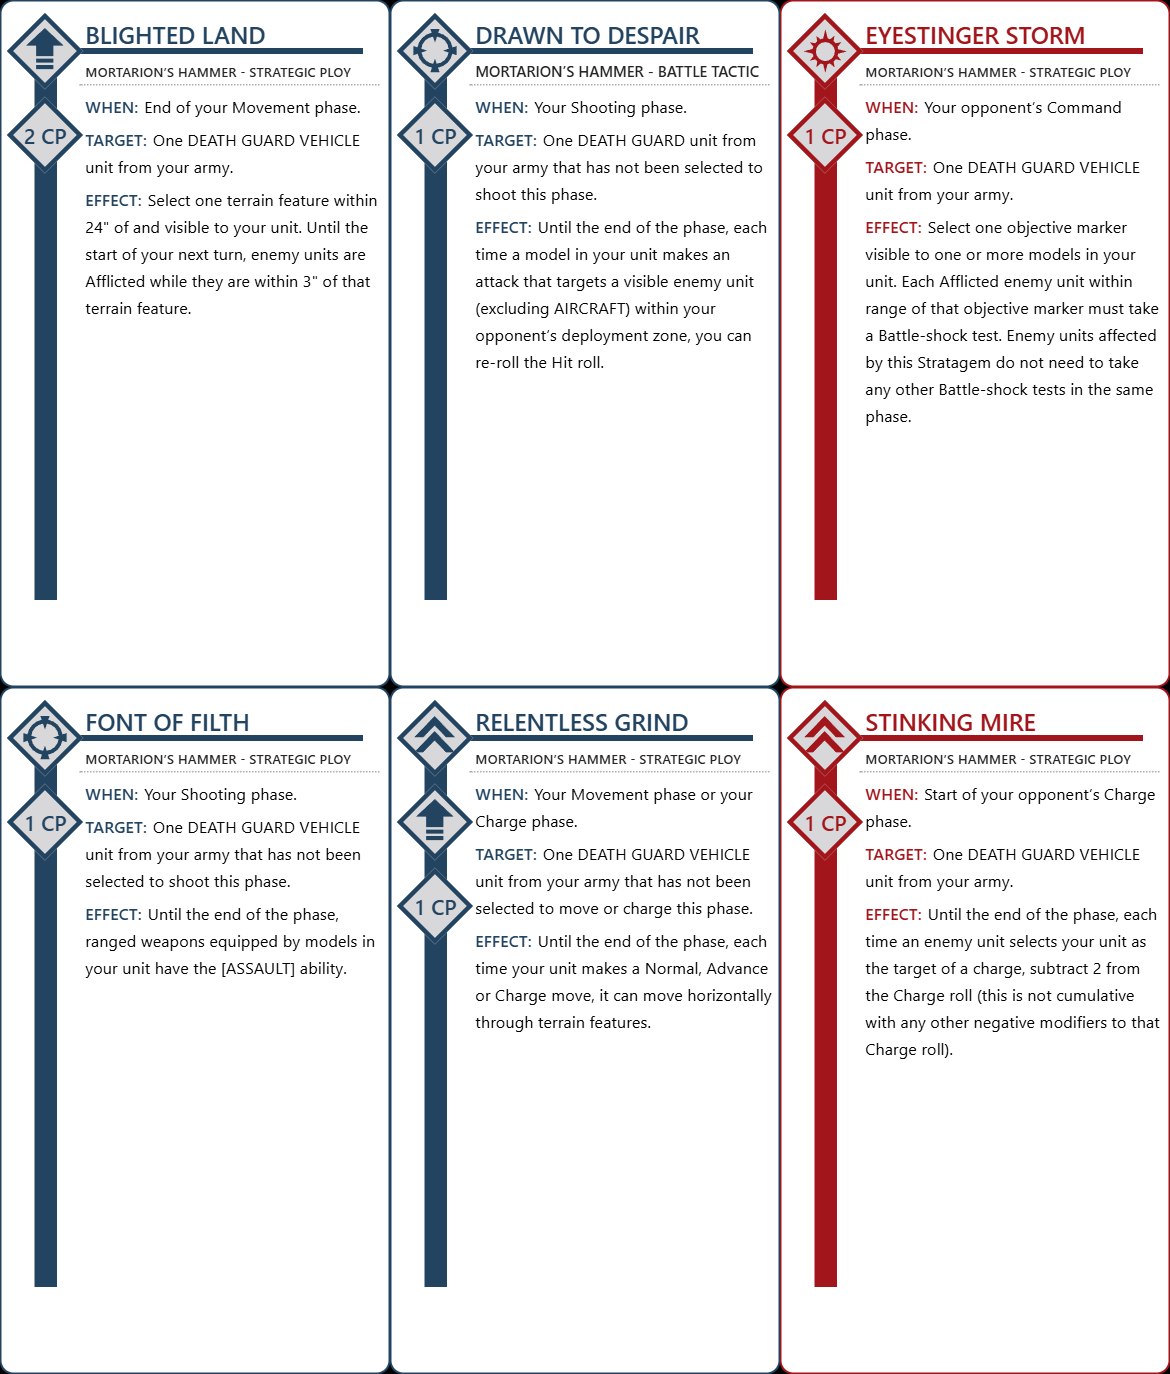 BLIGHTED LAND
MORTARION’S HAMMER - STRATEGIC PLOY
2 CP
WHEN: End of your Movement phase.
TARGET: One DEATH GUARD VEHICLE
unit from your army.
EFFECT: Select one terrain feature within
24" of and visible to your unit. Until the
start of your next turn, enemy units are
Afflicted while they are within 3" of that
terrain feature.
DRAWN TO DESPAIR
MORTARION’S HAMMER - BATTLE TACTIC
1 CP
WHEN: Your Shooting phase.
TARGET: One DEATH GUARD unit from
your army that has not been selected to
shoot this phase.
EFFECT: Until the end of the phase, each
time a model in your unit makes an
attack that targets a visible enemy unit
(excluding AIRCRAFT) within your
opponent’s deployment zone, you can
re-roll the Hit roll.
EYESTINGER STORM
MORTARION’S HAMMER - STRATEGIC PLOY
1 CP
WHEN: Your opponent’s Command
phase.
TARGET: One DEATH GUARD VEHICLE
unit from your army.
EFFECT: Select one objective marker
visible to one or more models in your
unit. Each Afflicted enemy unit within
range of that objective marker must take
a Battle-shock test. Enemy units affected
by this Stratagem do not need to take
any other Battle-shock tests in the same
phase.
FONT OF FILTH
MORTARION’S HAMMER - STRATEGIC PLOY
1 CP
WHEN: Your Shooting phase.
TARGET: One DEATH GUARD VEHICLE
unit from your army that has not been
selected to shoot this phase.
EFFECT: Until the end of the phase,
ranged weapons equipped by models in
your unit have the [ASSAULT] ability.
RELENTLESS GRIND
MORTARION’S HAMMER - STRATEGIC PLOY
1 CP
WHEN: Your Movement phase or your
Charge phase.
TARGET: One DEATH GUARD VEHICLE
unit from your army that has not been
selected to move or charge this phase.
EFFECT: Until the end of the phase, each
time your unit makes a Normal, Advance
or Charge move, it can move horizontally
through terrain features.
STINKING MIRE
MORTARION’S HAMMER - STRATEGIC PLOY
1 CP
WHEN: Start of your opponent’s Charge
phase.
TARGET: One DEATH GUARD VEHICLE
unit from your army.
EFFECT: Until the end of the phase, each
time an enemy unit selects your unit as
the target of a charge, subtract 2 from
the Charge roll (this is not cumulative
with any other negative modifiers to that
Charge roll).